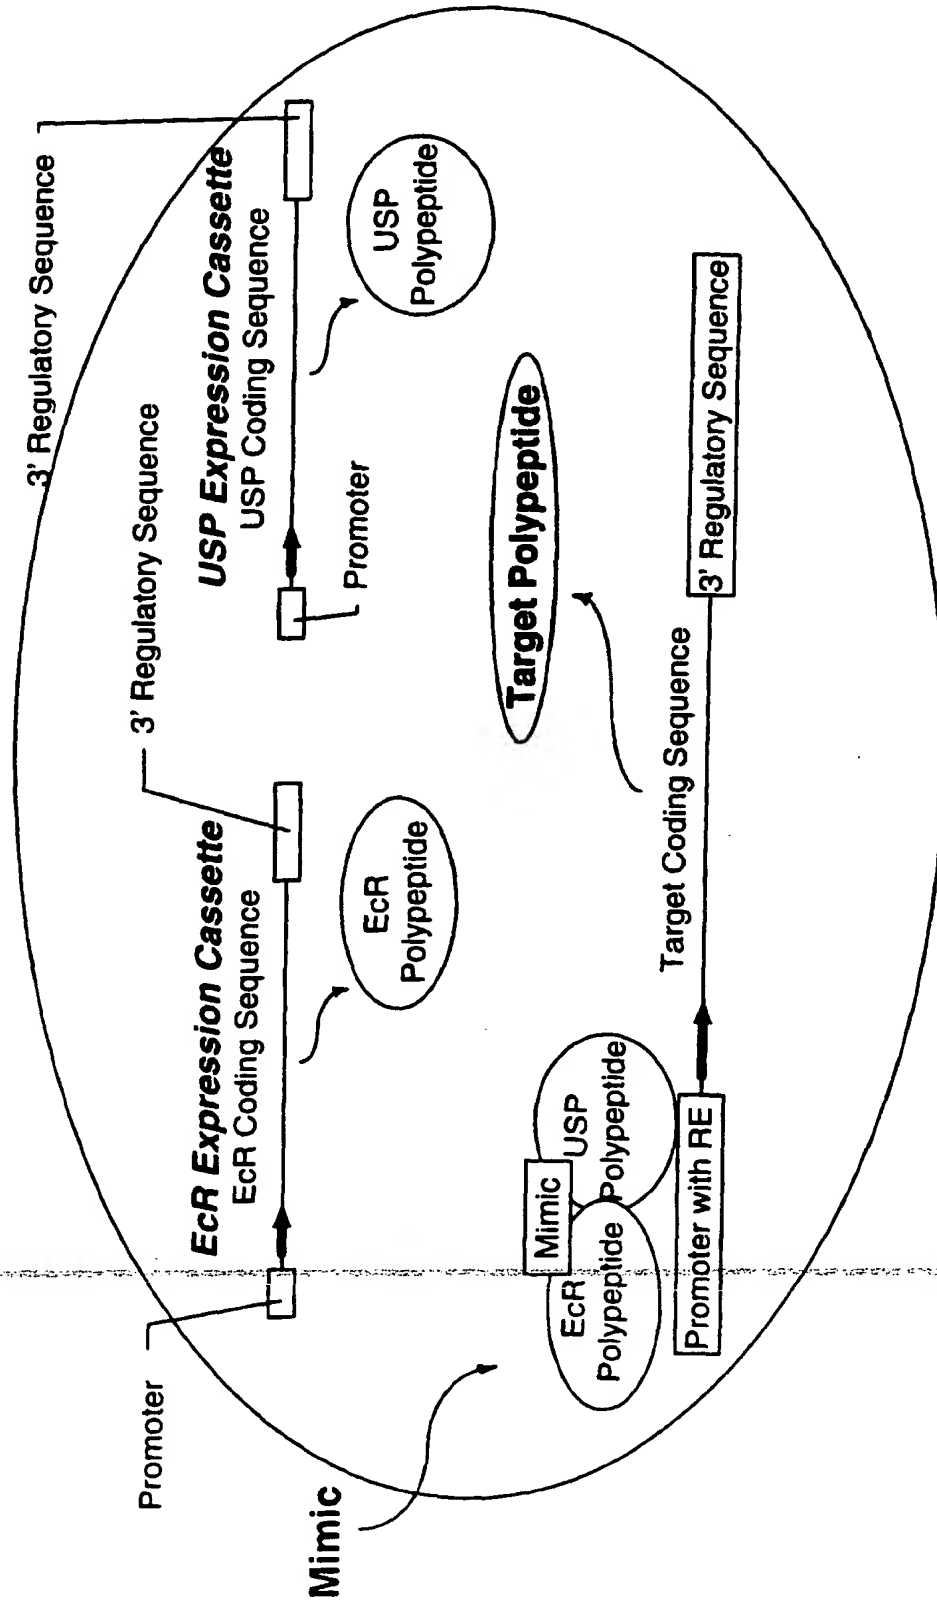 3' Regulatory Sequence
3' Regulatory Sequence
Promoter
EcR Expression Cassette
EcR Coding Sequence
USP Expression Cassette
USP Coding Sequence
Promoter
EcR
Polypeptide
USP
Polypeptide
Mimic
Mimic
EcR
Polypeptide
USP
Polypeptide
Promoter with RE
Target Polypeptide
Target Coding Sequence
3' Regulatory Sequence